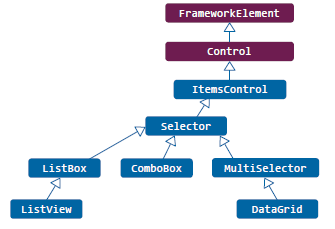 FrameworkElement
Control
ItemsControl
Selector
ListBox
ComboBox
MultiSelector
ListView
DataGrid